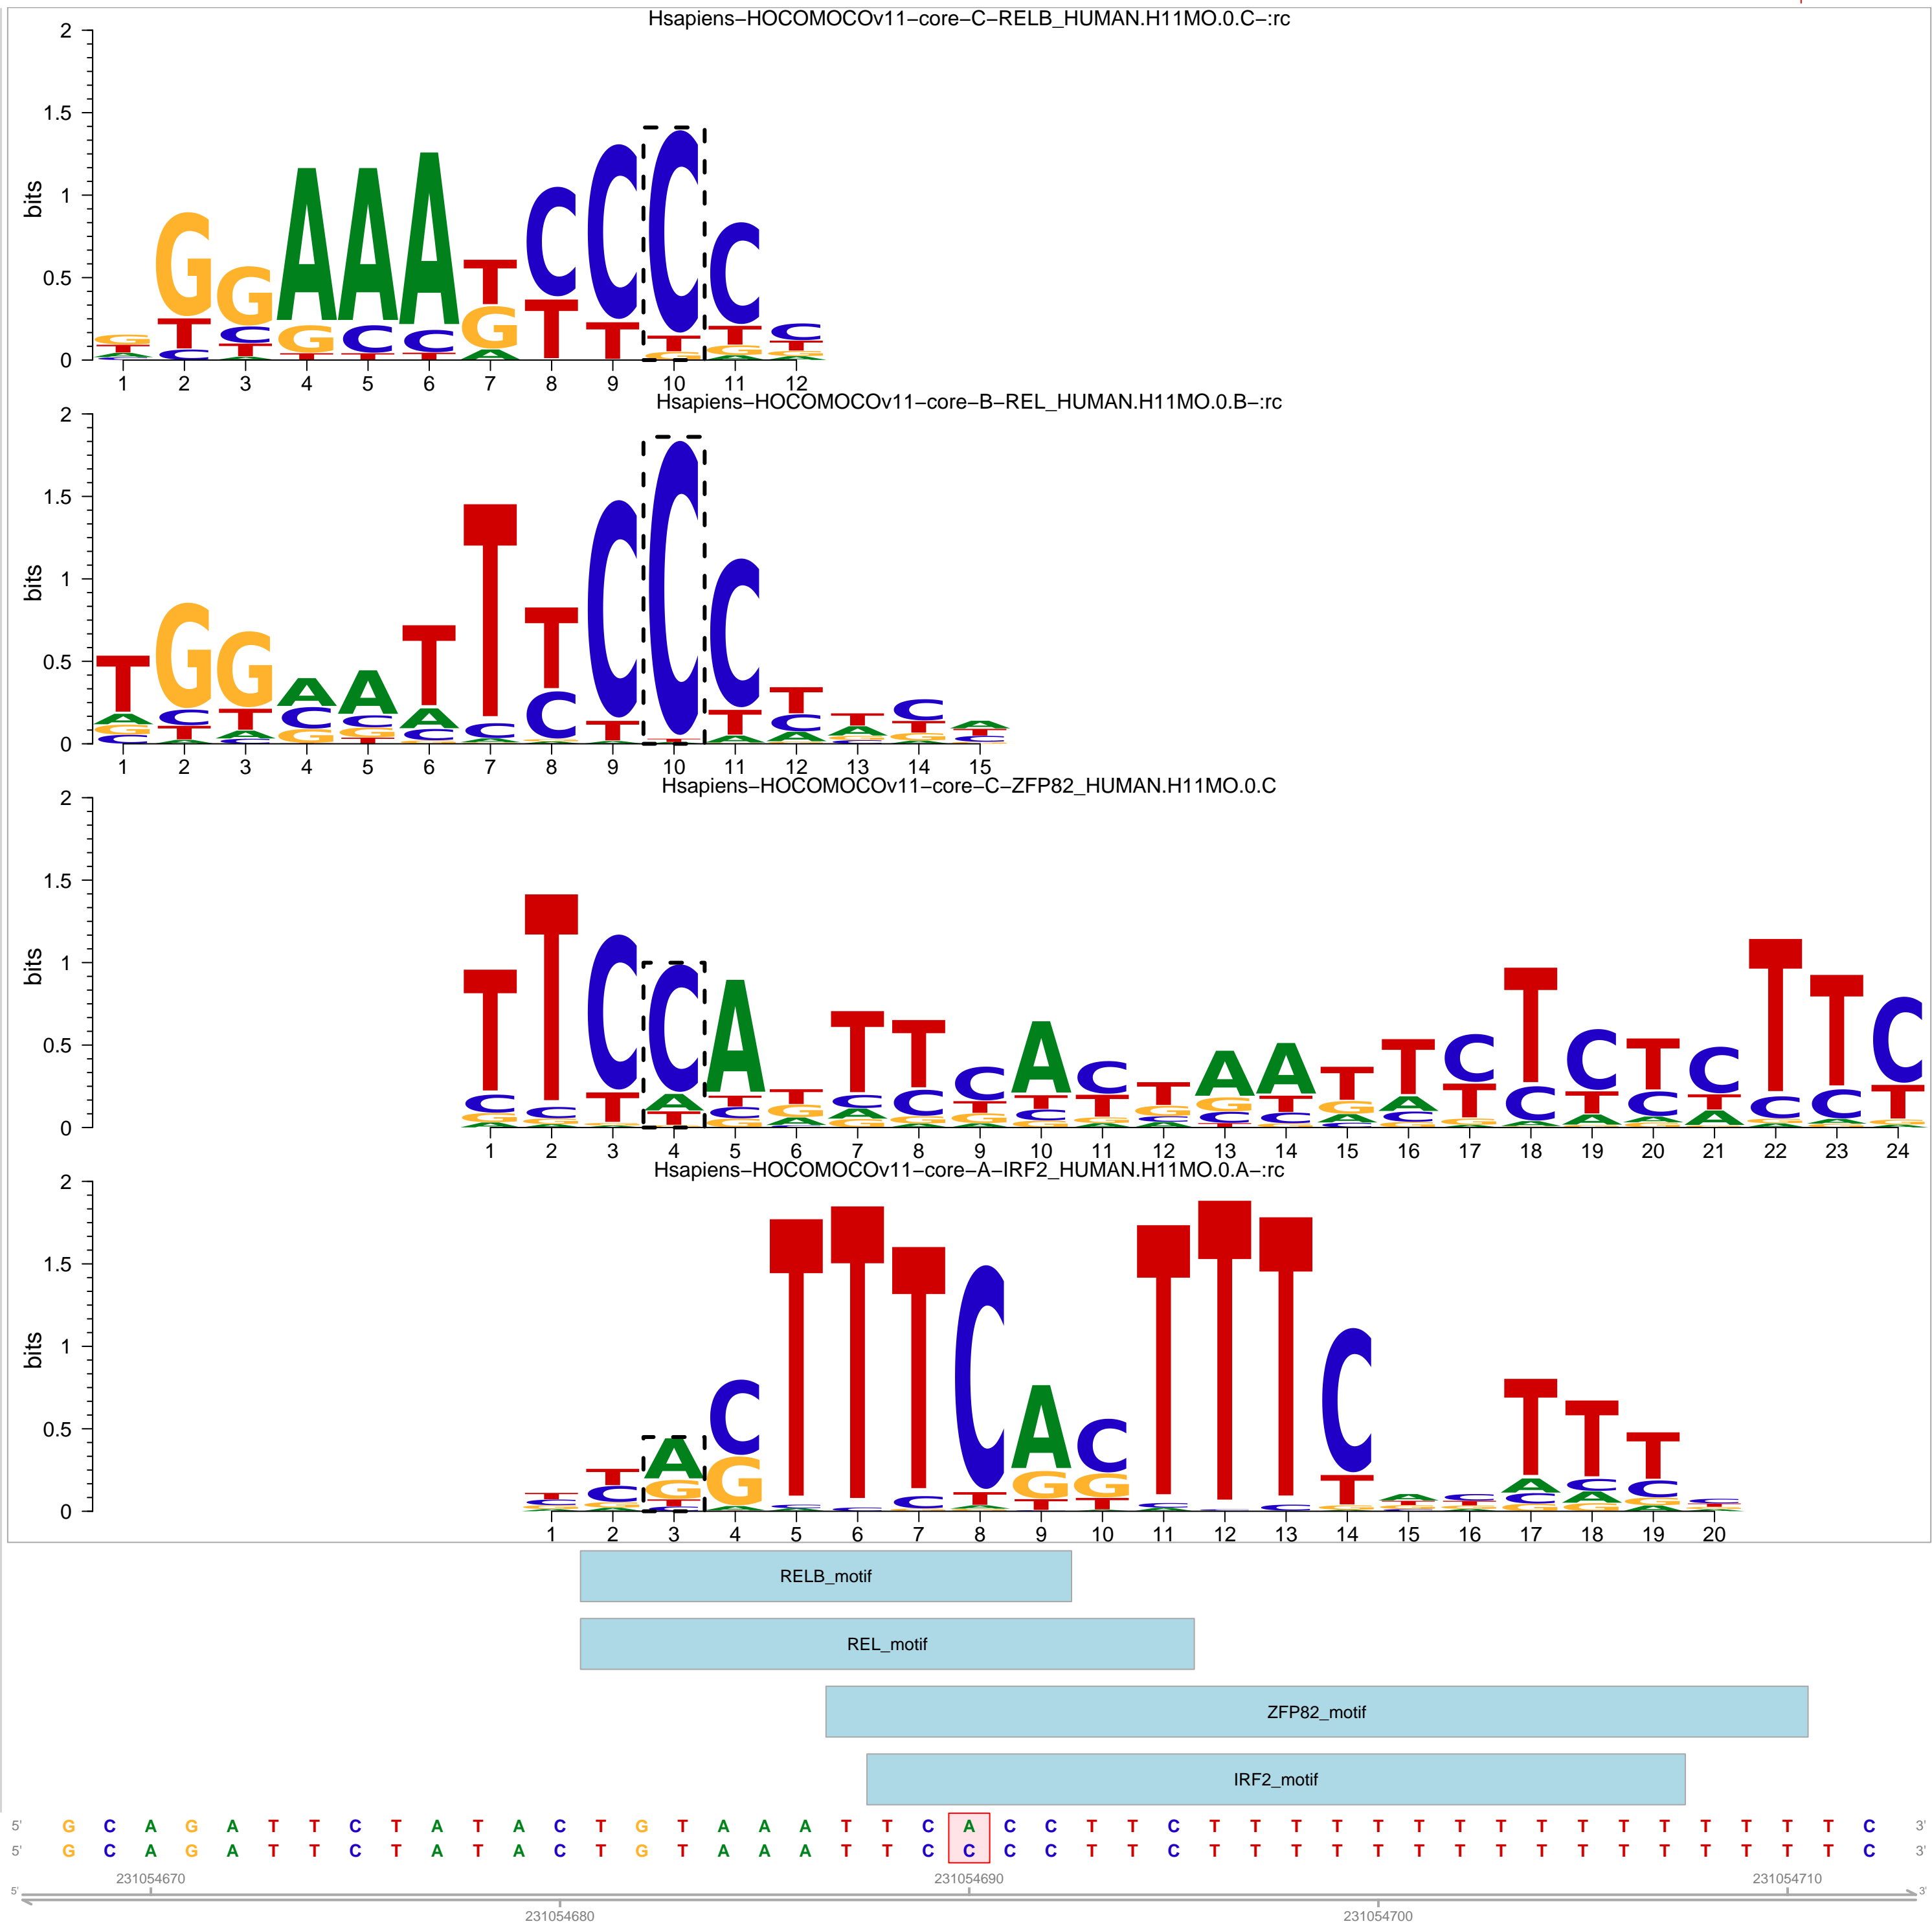 Hsapiens−HOCOMOCOv11−core−C−RELB_HUMAN.H11MO.0.C−:rc
2
1.5
1
0.5
0
bits
G G G A A A T C C C C C
1 2 3 4 5 6 7 8 9 10 11 12
Hsapiens−HOCOMOCOv11−core−B−REL_HUMAN.H11MO.0.B−:rc
2
1.5
1
0.5
0
bits
T G G A A T T T C C C T T C A
1 2 3 4 5 6 7 8 9 10 11 12 13 14 15
Hsapiens−HOCOMOCOv11−core−C−ZFP82_HUMAN.H11MO.0.C
2
1.5
1
0.5
0
bits
T T C C A T T T C A C T A A T T C T C T C T T C
1 2 3 4 5 6 7 8 9 10 11 12 13 14 15 16 17 18 19 20 21 22 23 24
Hsapiens−HOCOMOCOv11−core−A−IRF2_HUMAN.H11MO.0.A−:rc
2
1.5
1
0.5
0
bits
T T A C T T T C A C T T T C A C T T T C
1 2 3 4 5 6 7 8 9 10 11 12 13 14 15 16 17 18 19 20
RELB_motif
REL_motif
ZFP82_motif
IRF2_motif
5' G C A G A T T C T A T A C T G T A A A T T C A C C T T C T T T T T T T T T T T T T T T T C 3'
5' G C A G A T T C T A T A C T G T A A A T T C C C C T T C T T T T T T T T T T T T T T T T C 3'
231054670 231054690 231054710
5' 3'
231054680 231054700